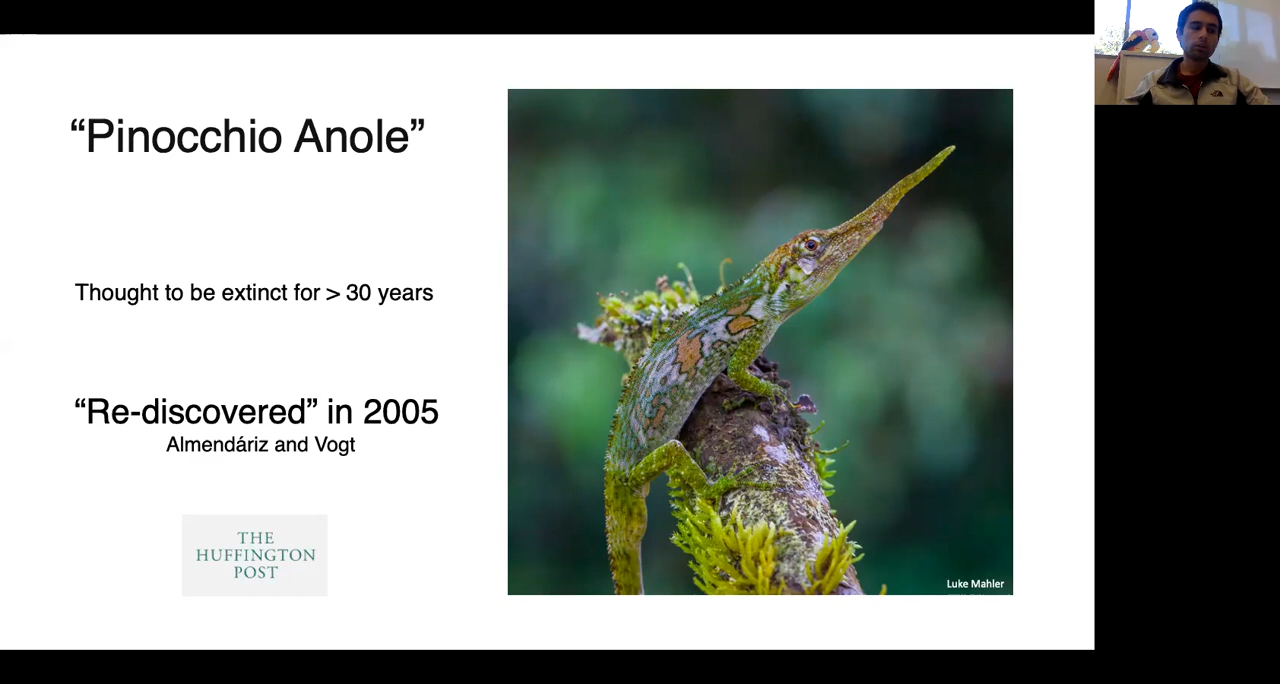 “Pinocchio Anole”
Thought to be extinct for > 30 years
“Re-discovered” in 2005
Almendáriz and Vogt
THE
HUFFINGTON
POST
Luke Mahler